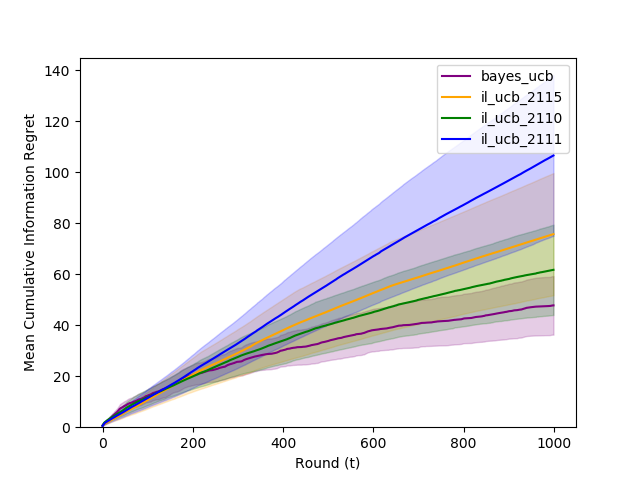 140
120
100
80
60
40
20
0
Mean Cumulative Information Regret
bayes_ucb
il_ucb_2115
il_ucb_2110
il_ucb_2111
0 200 400 600 800 1000
Round (t)